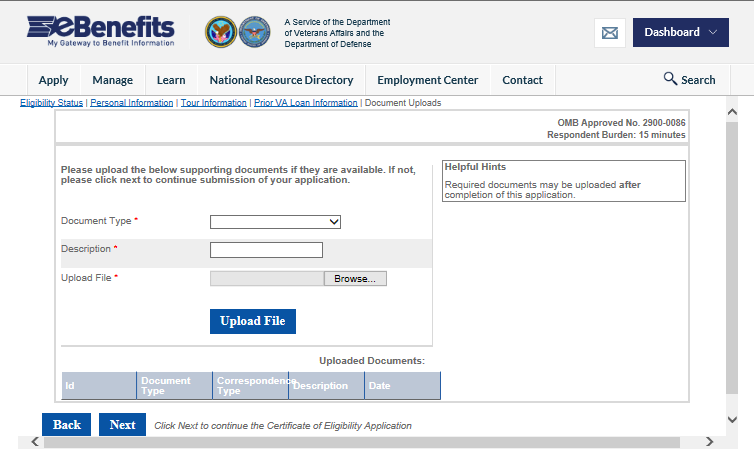 eBenefits
My Gateway to Benefit Information
A Service of the Department
of Veterans Affairs and the
Department of Defense
Dashboard
Apply Manage Learn National Resource Directory Employment Center Contact Search
Eligibility Status | Personal Information | Tour Information | Prior VA Loan Information | Document Uploads
OMB Approved No. 2900-0086
Respondent Burden: 15 minutes
Please upload the below supporting documents if they are available. If not,
please click next to continue submission of your application.
Helpful Hints
Required documents may be uploaded after
completion of this application.
Document Type *
Description *
Upload File *
Browse...
Upload File
Uploaded Documents:
Id Document Type Correspondence Type Description Date
Back Next Click Next to continue the Certificate of Eligibility Application